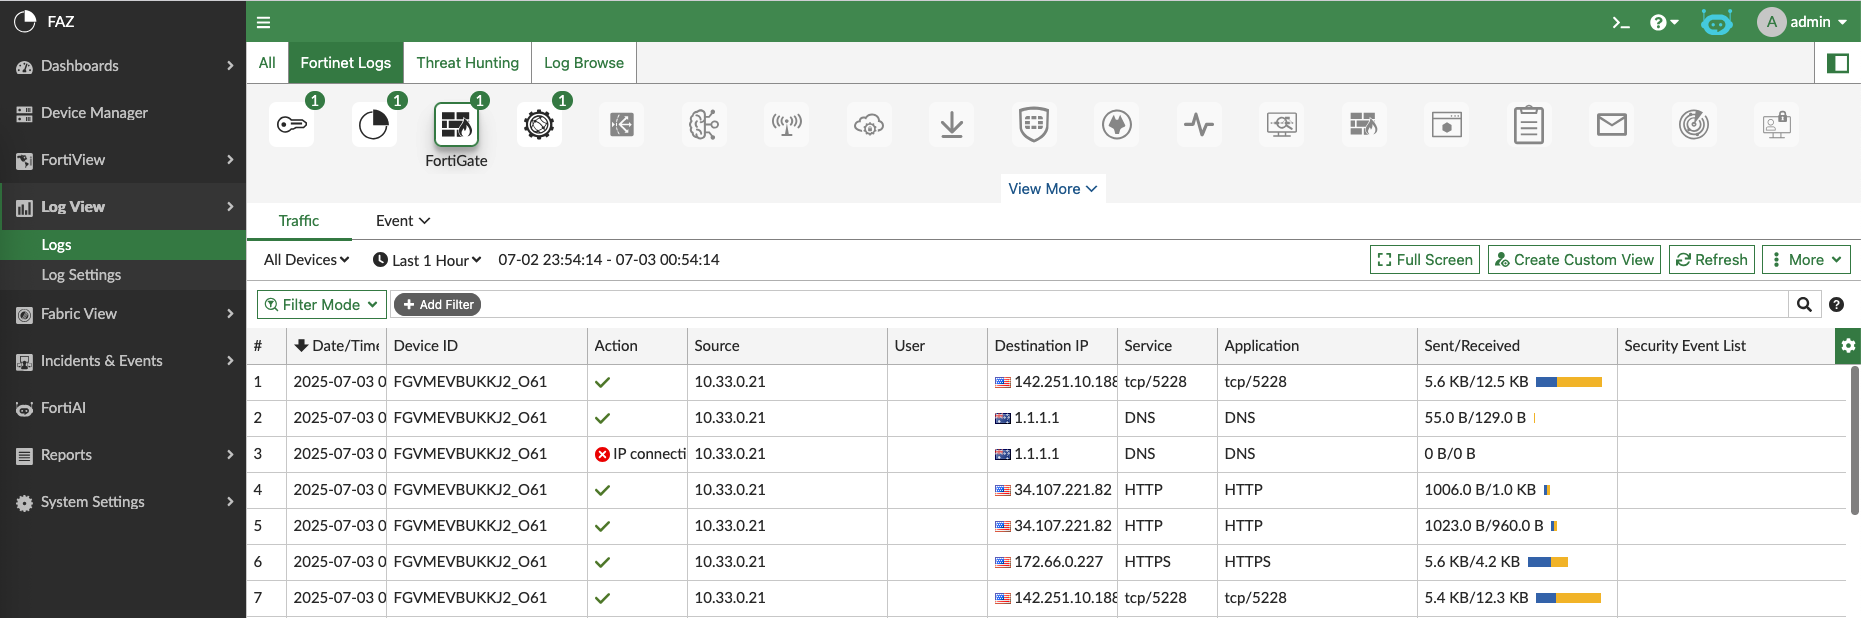 FAZ
A admin
Dashboards
Device Manager
FortiView
Log View
Logs
Log Settings
Fabric View
Incidents & Events
FortiAI
Reports
System Settings
All Fortinet Logs Threat Hunting Log Browse
1 1 1 1
FortiGate
View More
Traffic Event
All Devices Last 1 Hour 07-02 23:54:14 - 07-03 00:54:14 Full Screen Create Custom View Refresh More
Filter Mode + Add Filter
# Date/Time Device ID Action Source User Destination IP Service Application Sent/Received Security Event List
1 2025-07-03 0 FGVMEVBUKKJ2_O61 10.33.0.21 142.251.10.188 tcp/5228 tcp/5228 5.6 KB/12.5 KB
2 2025-07-03 0 FGVMEVBUKKJ2_O61 10.33.0.21 1.1.1.1 DNS DNS 55.0 B/129.0 B
3 2025-07-03 0 FGVMEVBUKKJ2_O61 IP connecti 10.33.0.21 1.1.1.1 DNS DNS 0 B/0 B
4 2025-07-03 0 FGVMEVBUKKJ2_O61 10.33.0.21 34.107.221.82 HTTP HTTP 1006.0 B/1.0 KB
5 2025-07-03 0 FGVMEVBUKKJ2_O61 10.33.0.21 34.107.221.82 HTTP HTTP 1023.0 B/960.0 B
6 2025-07-03 0 FGVMEVBUKKJ2_O61 10.33.0.21 172.66.0.227 HTTPS HTTPS 5.6 KB/4.2 KB
7 2025-07-03 0 FGVMEVBUKKJ2_O61 10.33.0.21 142.251.10.188 tcp/5228 tcp/5228 5.4 KB/12.3 KB